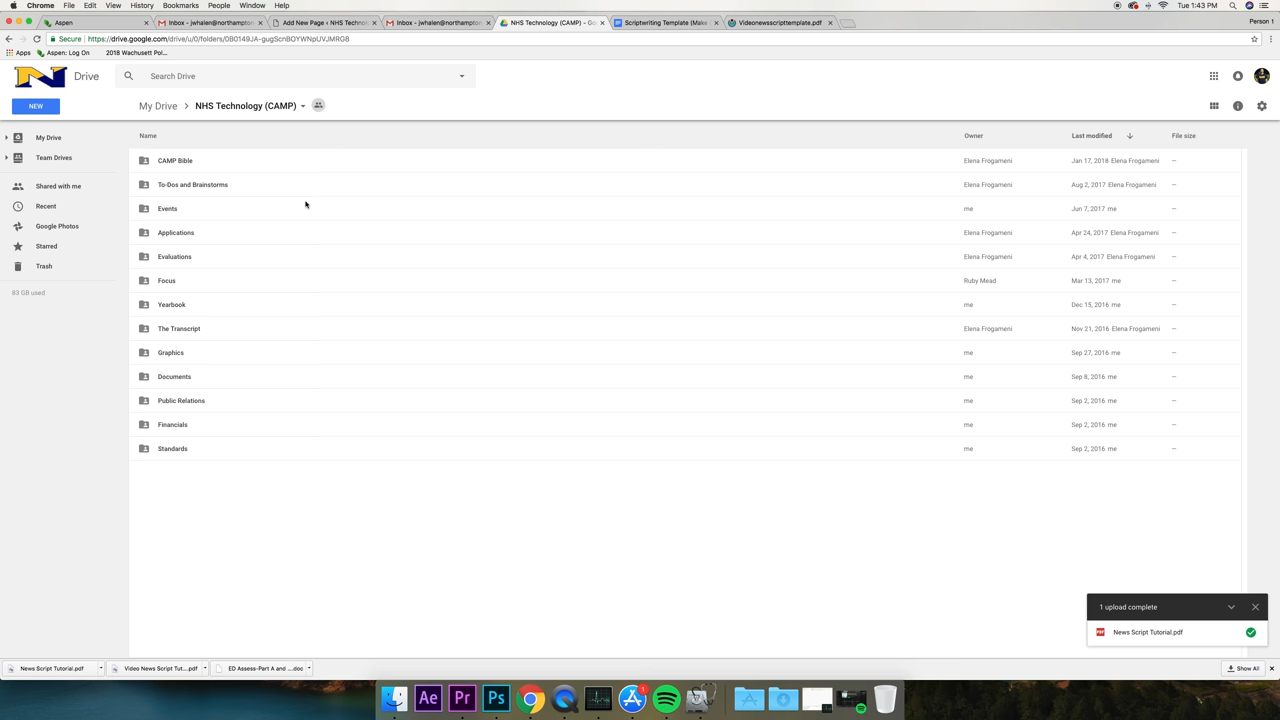 Chrome File Edit View History Bookmarks People Window Help Tue 1:43 PM
Aspen Inbox - jwhalen@northampton Add New Page ‹ NHS Technol Inbox - jwhalen@northampton NHS Technology (CAMP) - Go Scriptwriting Template (Make Videonewsscripttemplate.pdf Person 1
Secure https://drive.google.com/drive/u/0/folders/0B0149JA-gugScnBOYWNpUVJMRG8
Apps Aspen: Log On 2018 Wachusett Pol...
N Drive Search Drive
NEW My Drive > NHS Technology (CAMP)
Name Owner Last modified File size
My Drive
Team Drives
Shared with me
Recent
Google Photos
Starred
Trash
83 GB used
CAMP Bible Elena Frogameni Jan 17, 2018 Elena Frogameni –
To-Dos and Brainstorms Elena Frogameni Aug 2, 2017 Elena Frogameni –
Events me Jun 7, 2017 me –
Applications Elena Frogameni Apr 24, 2017 Elena Frogameni –
Evaluations Elena Frogameni Apr 4, 2017 Elena Frogameni –
Focus Ruby Mead Mar 13, 2017 me –
Yearbook me Dec 15, 2016 me –
The Transcript Elena Frogameni Nov 21, 2016 Elena Frogameni –
Graphics me Sep 27, 2016 me –
Documents me Sep 8, 2016 me –
Public Relations me Sep 2, 2016 me –
Financials me Sep 2, 2016 me –
Standards me Sep 2, 2016 me –
1 upload complete
PDF News Script Tutorial.pdf
News Script Tutorial.pdf Video News Script Tut....pdf ED Assess-Part A and ....doc Show All
Ae Pr Ps 1